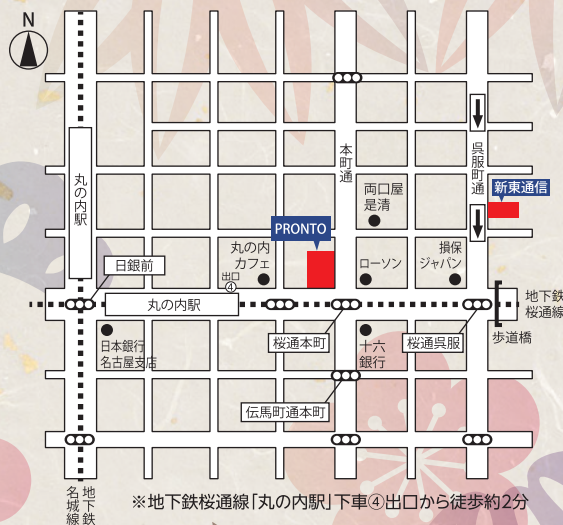 N
丸の内駅
本町通
呉服町通
新東通信
両口屋
是清
PRONTO
丸の内
カフェ
出口
④
ローソン
損保
ジャパン
日銀前
丸の内駅
地下鉄
桜通線
歩道橋
日本銀行
名古屋支店
桜通本町
十六
銀行
桜通呉服
伝馬町通本町
地下鉄
名城線
※地下鉄桜通線「丸の内駅」下車④出口から徒歩約2分